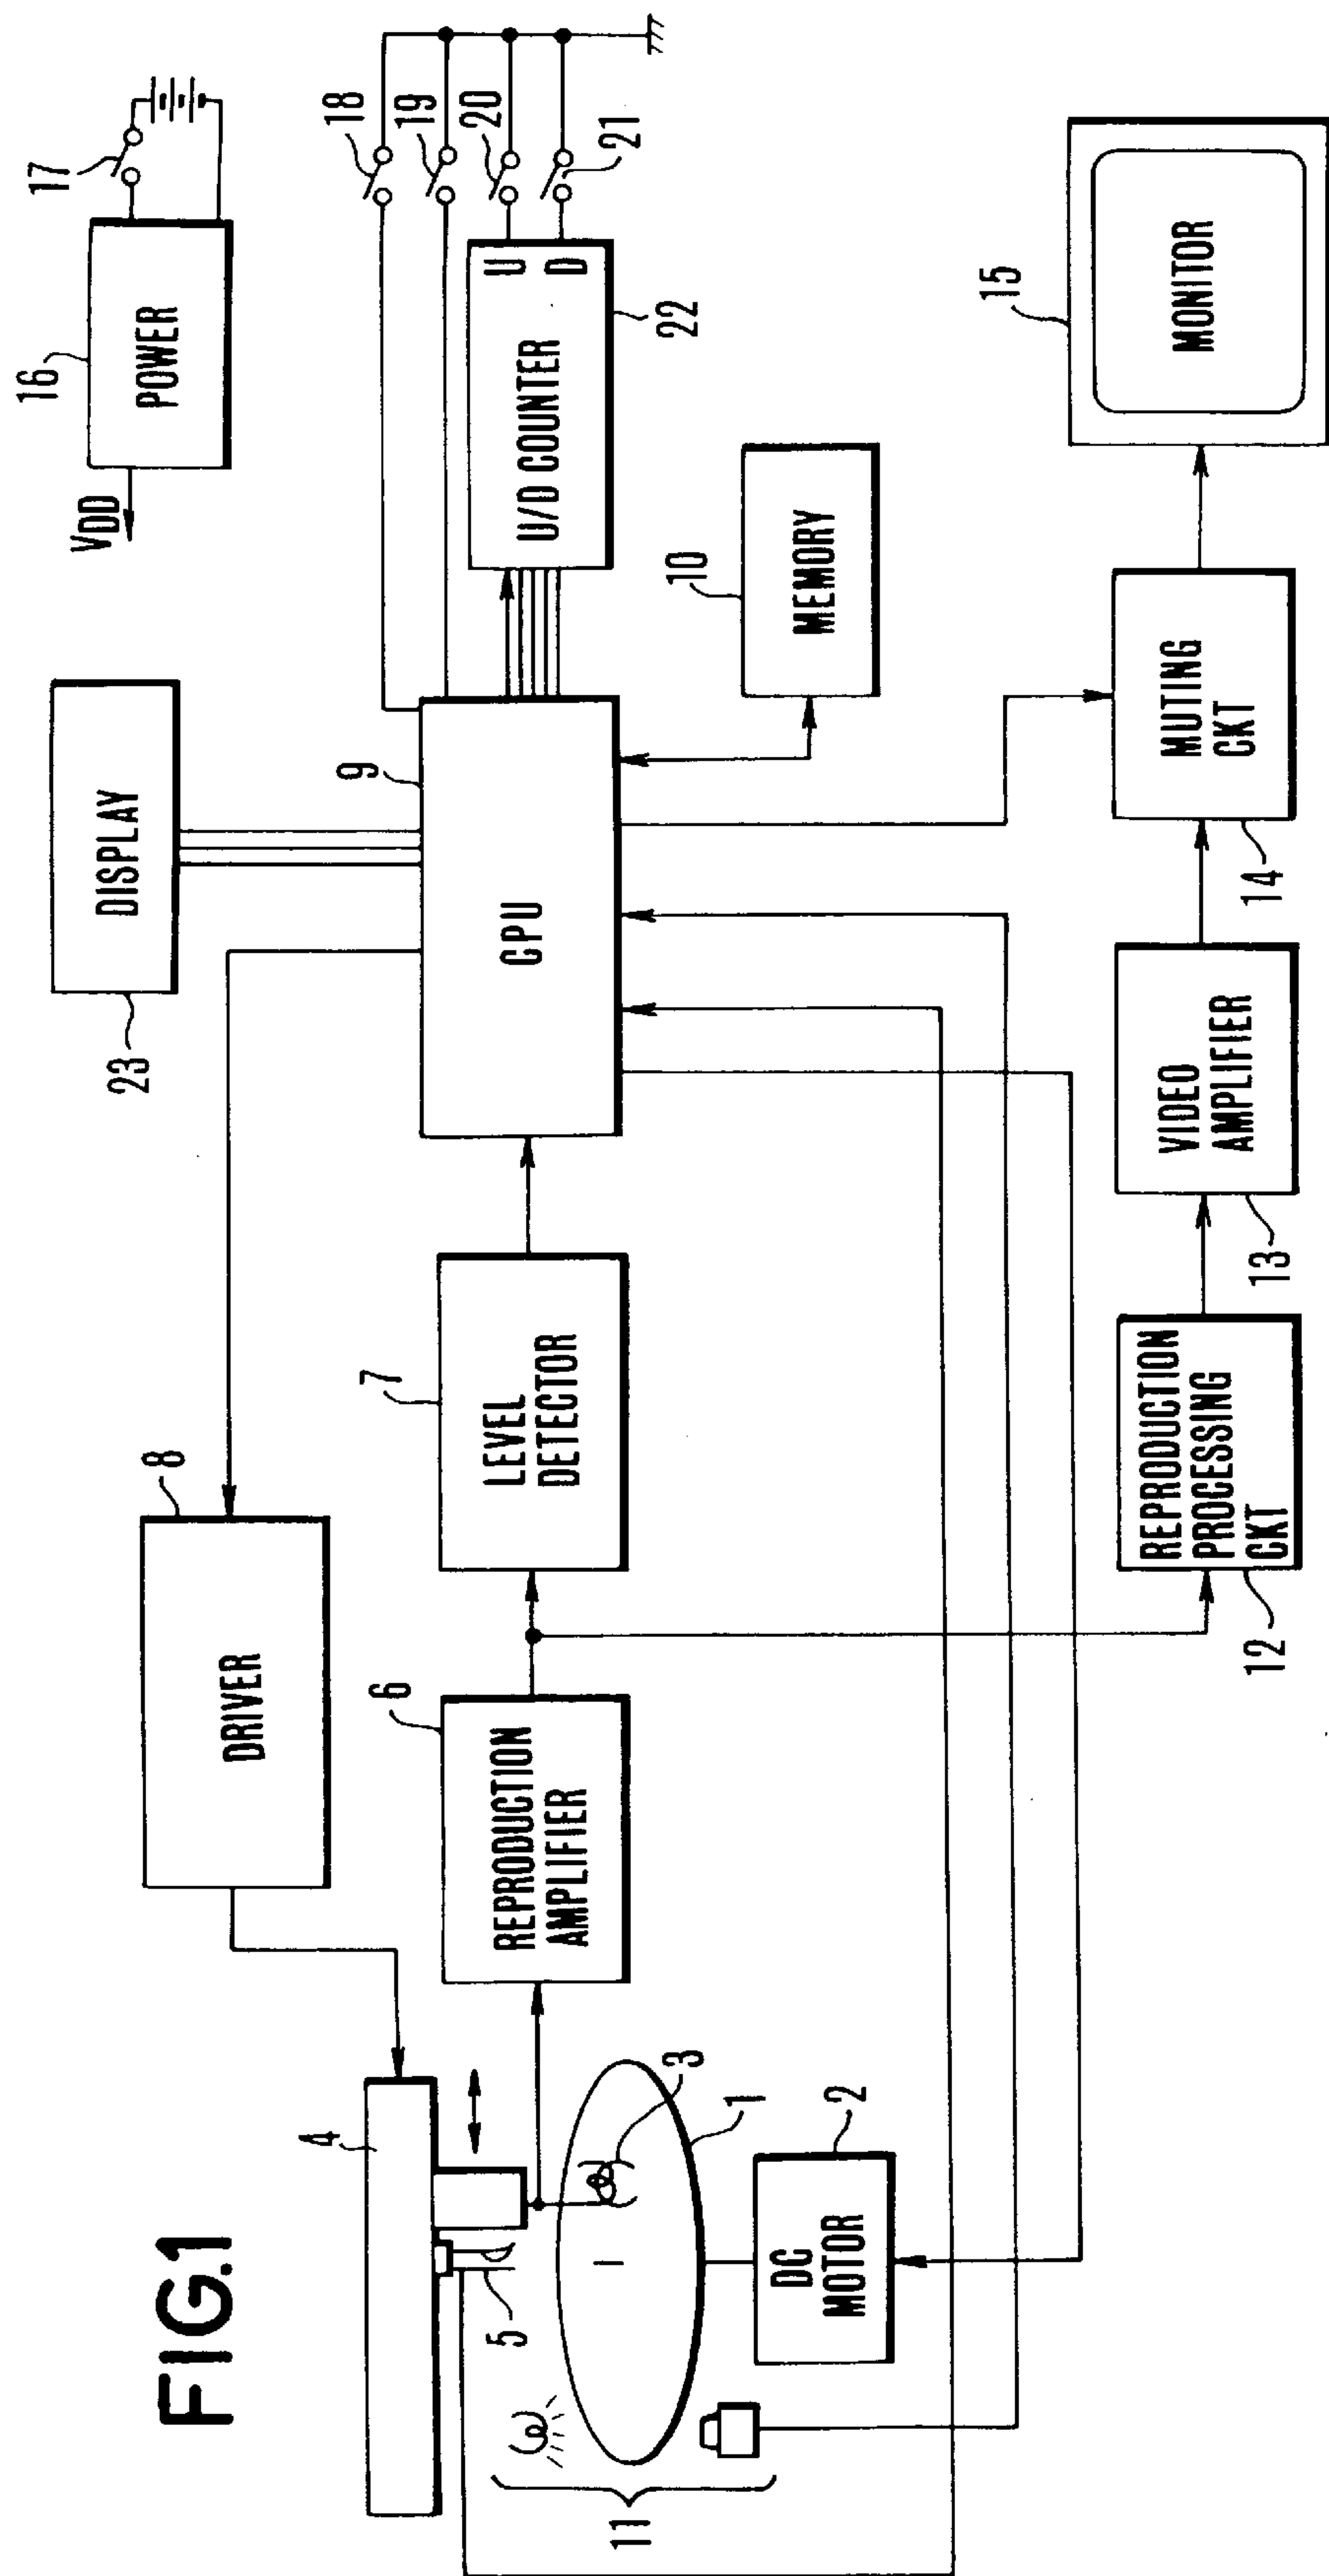 FIG.1
4
5
11
3
1
DC
MOTOR
2
DRIVER
8
REPRODUCTION
AMPLIFIER
6
LEVEL
DETECTOR
7
DISPLAY
23
CPU
9
VDD
POWER
16
17
18
19
20
21
U/D COUNTER
U
D
22
MEMORY
10
REPRODUCTION
PROCESSING
CKT
12
VIDEO
AMPLIFIER
13
MUTING
CKT
14
MONITOR
15